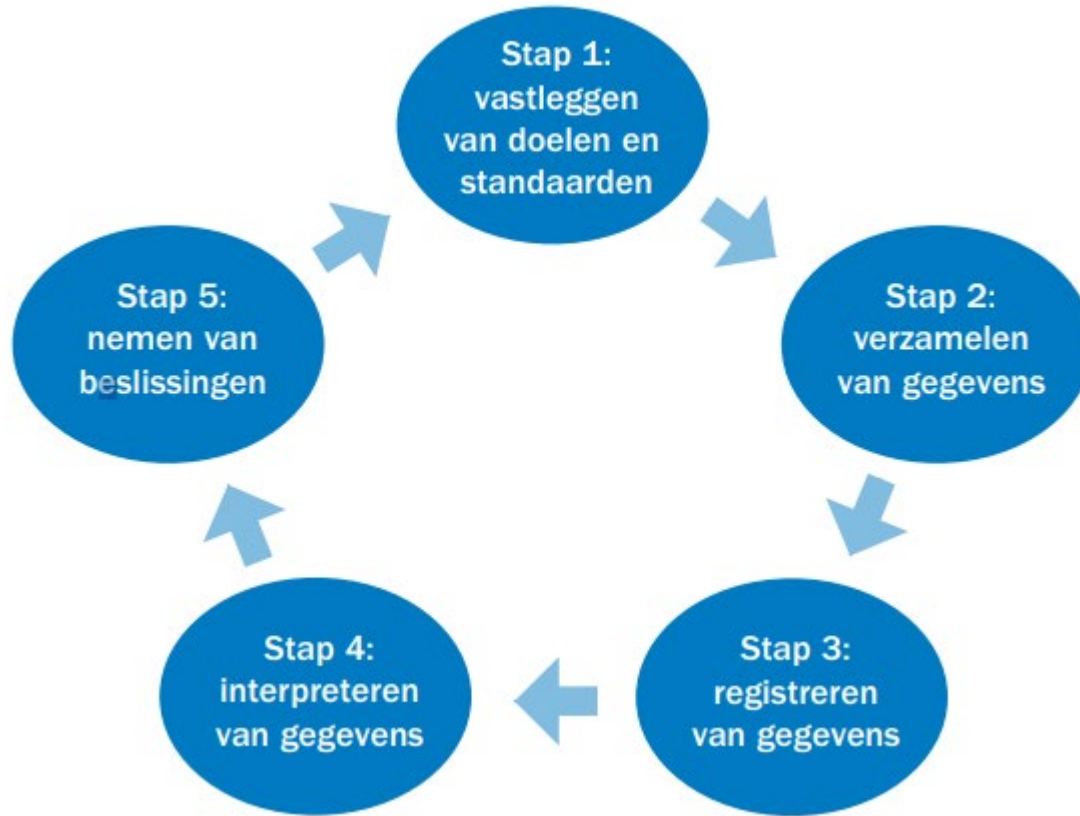 Stap 1:
vastleggen
van doelen en
standaarden
Stap 2:
verzamelen
van gegevens
Stap 3:
registreren
van gegevens
Stap 4:
interpreteren
van gegevens
Stap 5:
nemen van
beslissingen